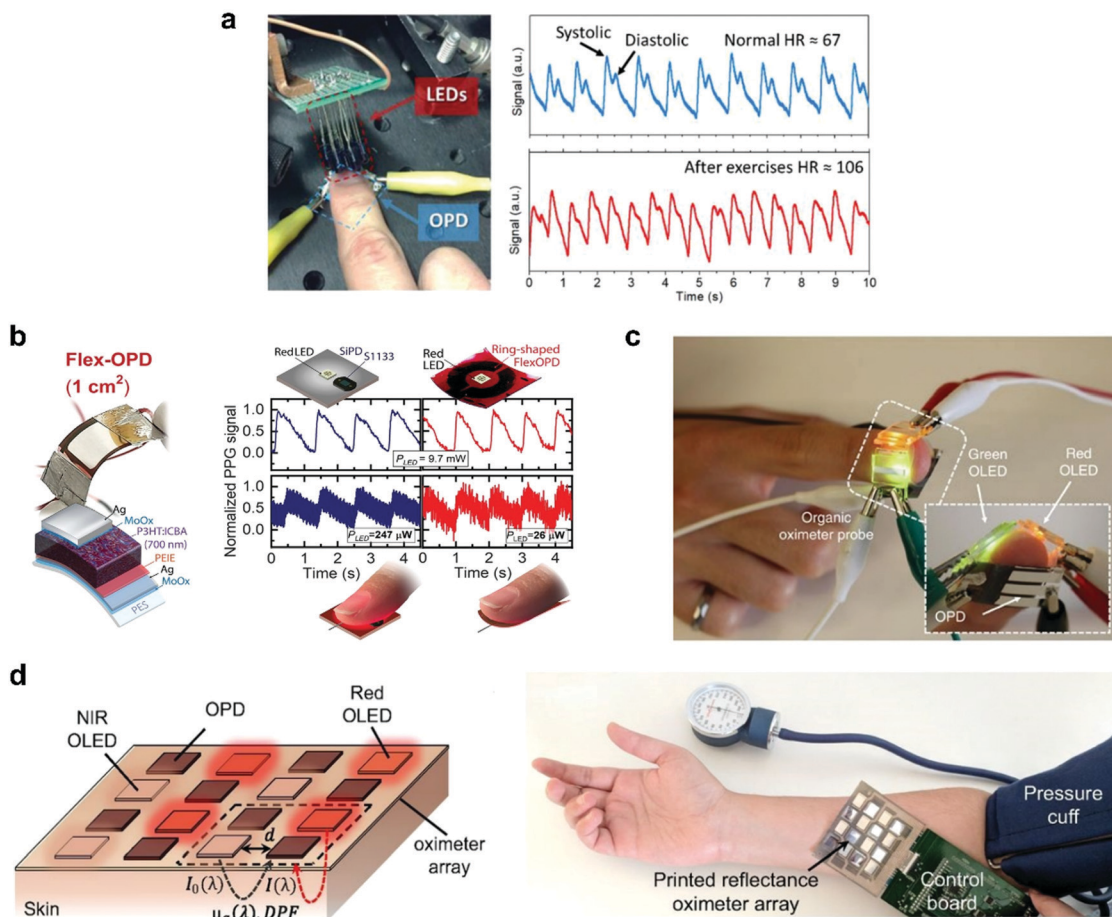 a
LEDs
OPD
Systolic
Diastolic
Normal HR ≈ 67
Signal (a.u.)
After exercises HR ≈ 106
Signal (a.u.)
0 1 2 3 4 5 6 7 8 9 10
Time (s)
b
Flex-OPD
(1 cm²)
Ag
MoOx
P3HT:ICBA
(700 nm)
PEIE
Ag
MoOx
PES
Red LED
SiPD
S1133
Red
LED
Ring-shaped
FlexOPD
Normalized PPG signal
1.0
0.5
0.0
P_LED = 9.7 mW
1.0
0.5
0.0
P_LED=247 μW
P_LED=26 μW
0 1 2 3 4
0 1 2 3 4
Time (s)
Time (s)
c
Green
OLED
Red
OLED
Organic
oximeter probe
OPD
d
NIR
OLED
OPD
Red
OLED
d
oximeter
array
I₀(λ)
I(λ)
DPF
Skin
Pressure
cuff
Printed reflectance
oximeter array
Control
board